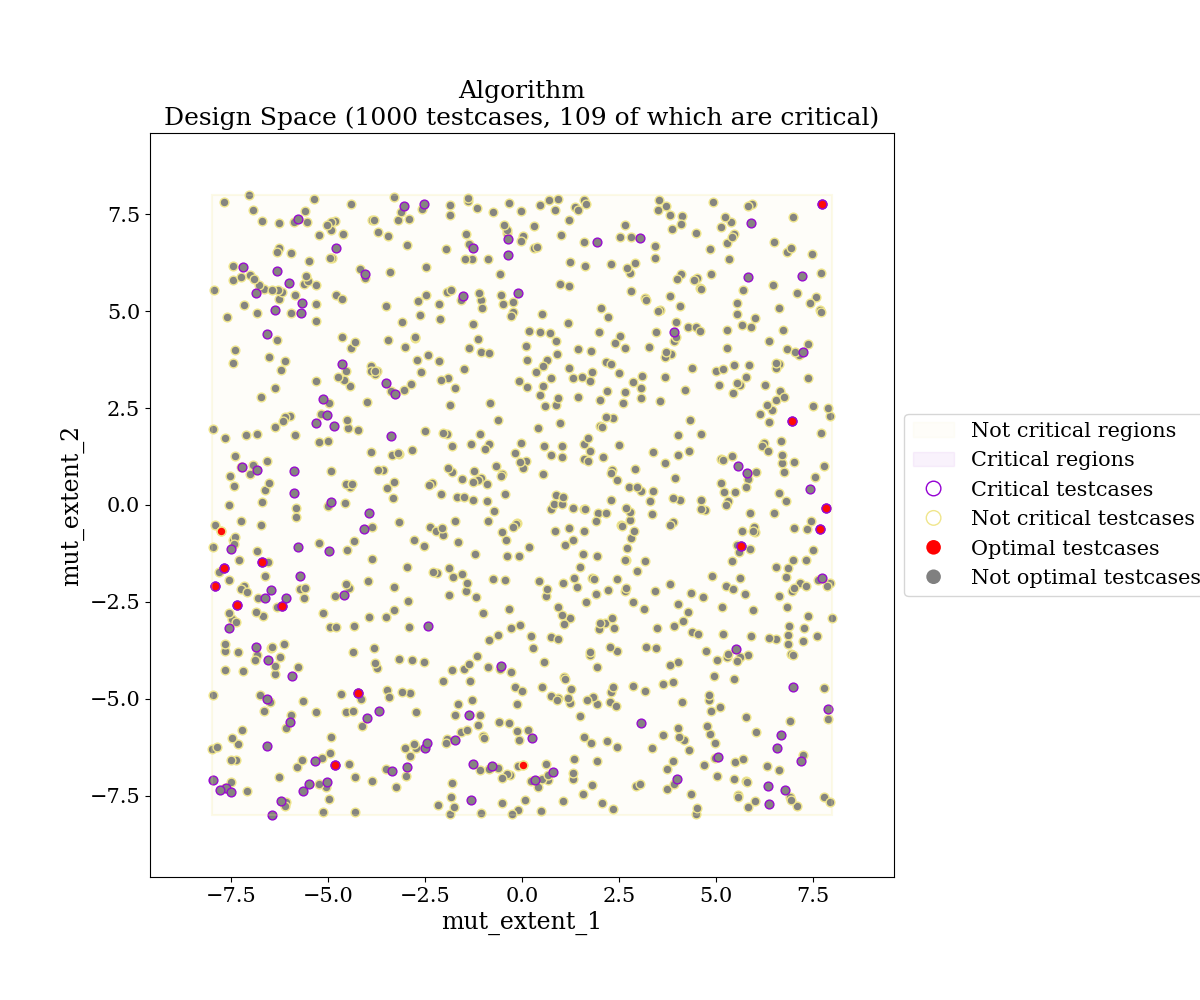 Algorithm
Design Space (1000 testcases, 109 of which are critical)
7.5
5.0
2.5
0.0
−2.5
−5.0
−7.5
mut_extent_2
−7.5 −5.0 −2.5 0.0 2.5 5.0 7.5
mut_extent_1
Not critical regions
Critical regions
Critical testcases
Not critical testcases
Optimal testcases
Not optimal testcases